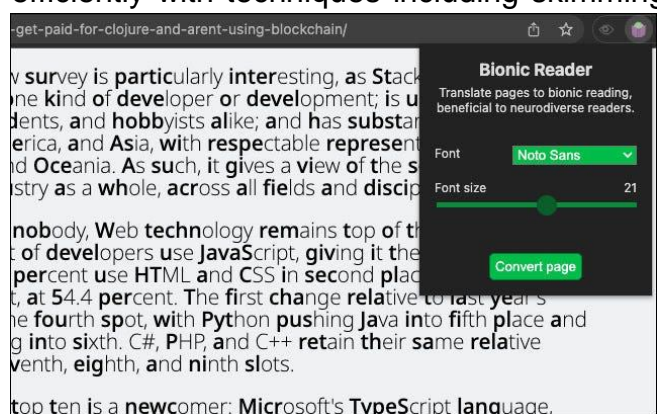 efficiently with techniques including skimming
-get-paid-for-clojure-and-arent-using-blockchain/
Bionic Reader
Translate pages to bionic reading,
beneficial to neurodiverse readers.
Font Noto Sans
Font size 21
Convert page
survey is particularly interesting, as Stack
one kind of developer or development; is u
dents, and hobbyists alike; and has substan
erica, and Asia, with respectable represent
nd Oceania. As such, it gives a view of the s
ustry as a whole, across all fields and discip
nobody, Web technology remains top of t
t of developers use JavaScript, giving it the
percent use HTML and CSS in second plac
t, at 54.4 percent. The first change relative to last year's
he fourth spot, with Python pushing Java into fifth place and
g into sixth. C#, PHP, and C++ retain their same relative
venth, eighth, and ninth slots.
top ten is a newcomer: Microsoft's TypeScript language,